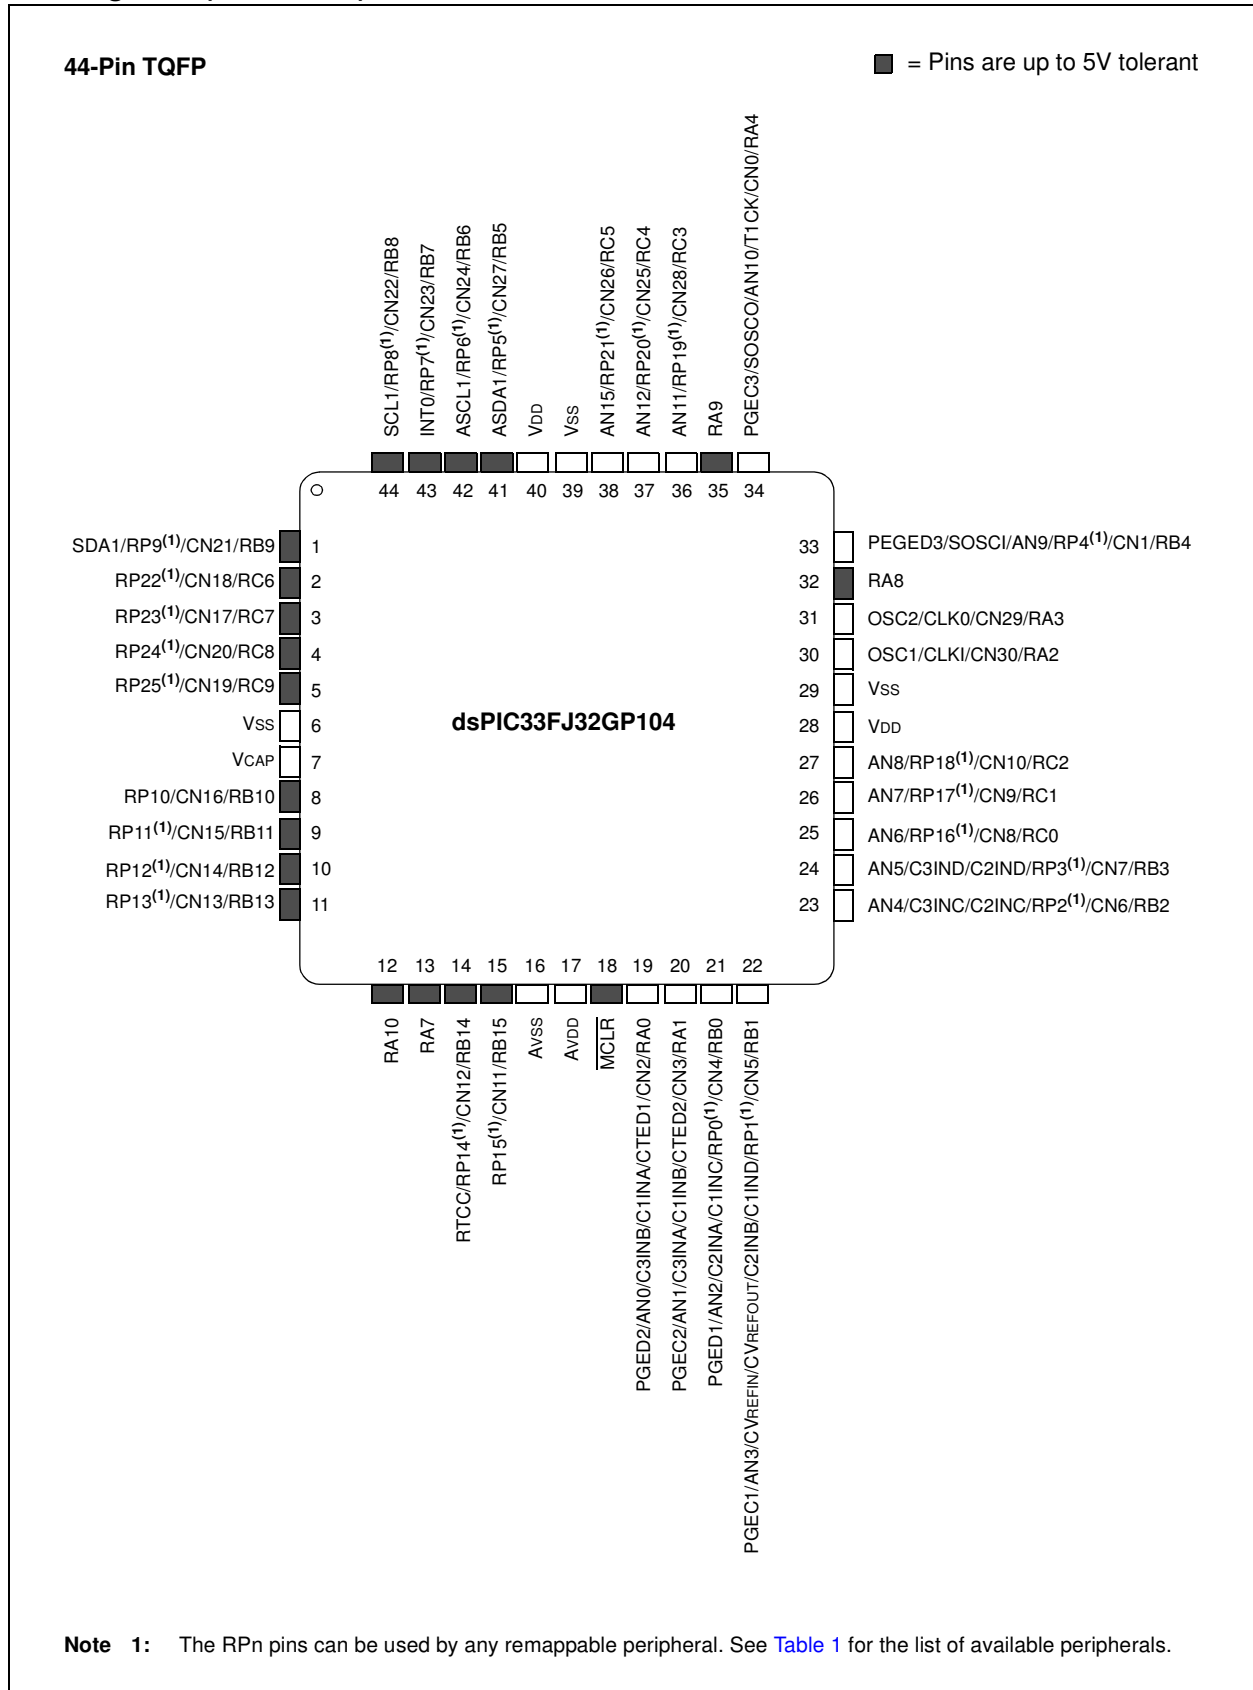 44-Pin TQFP
= Pins are up to 5V tolerant
SCL1/RP8(1)/CN22/RB8
INT0/RP7(1)/CN23/RB7
ASCL1/RP6(1)/CN24/RB6
ASDA1/RP5(1)/CN27/RB5
VDD
VSS
AN15/RP21(1)/CN26/RC5
AN12/RP20(1)/CN25/RC4
AN11/RP19(1)/CN28/RC3
RA9
PGEC3/SOSCO/AN10/T1CK/CN0/RA4
44 43 42 41 40 39 38 37 36 35 34
SDA1/RP9(1)/CN21/RB9 1
RP22(1)/CN18/RC6 2
RP23(1)/CN17/RC7 3
RP24(1)/CN20/RC8 4
RP25(1)/CN19/RC9 5
VSS 6
VCAP 7
RP10/CN16/RB10 8
RP11(1)/CN15/RB11 9
RP12(1)/CN14/RB12 10
RP13(1)/CN13/RB13 11
dsPIC33FJ32GP104
33 PEGED3/SOSCI/AN9/RP4(1)/CN1/RB4
32 RA8
31 OSC2/CLK0/CN29/RA3
30 OSC1/CLKI/CN30/RA2
29 VSS
28 VDD
27 AN8/RP18(1)/CN10/RC2
26 AN7/RP17(1)/CN9/RC1
25 AN6/RP16(1)/CN8/RC0
24 AN5/C3IND/C2IND/RP3(1)/CN7/RB3
23 AN4/C3INC/C2INC/RP2(1)/CN6/RB2
12 13 14 15 16 17 18 19 20 21 22
RA10
RA7
RTCC/RP14(1)/CN12/RB14
RP15(1)/CN11/RB15
AVSS
AVDD
MCLR
PGED2/AN0/C3INB/C1INA/CTED1/CN2/RA0
PGEC2/AN1/C3INA/C1INB/CTED2/CN3/RA1
PGED1/AN2/C2INA/C1INC/RP0(1)/CN4/RB0
PGEC1/AN3/CVREFIN/CVREFOUT/C2INB/C1IND/RP1(1)/CN5/RB1
Note 1: The RPn pins can be used by any remappable peripheral. See Table 1 for the list of available peripherals.